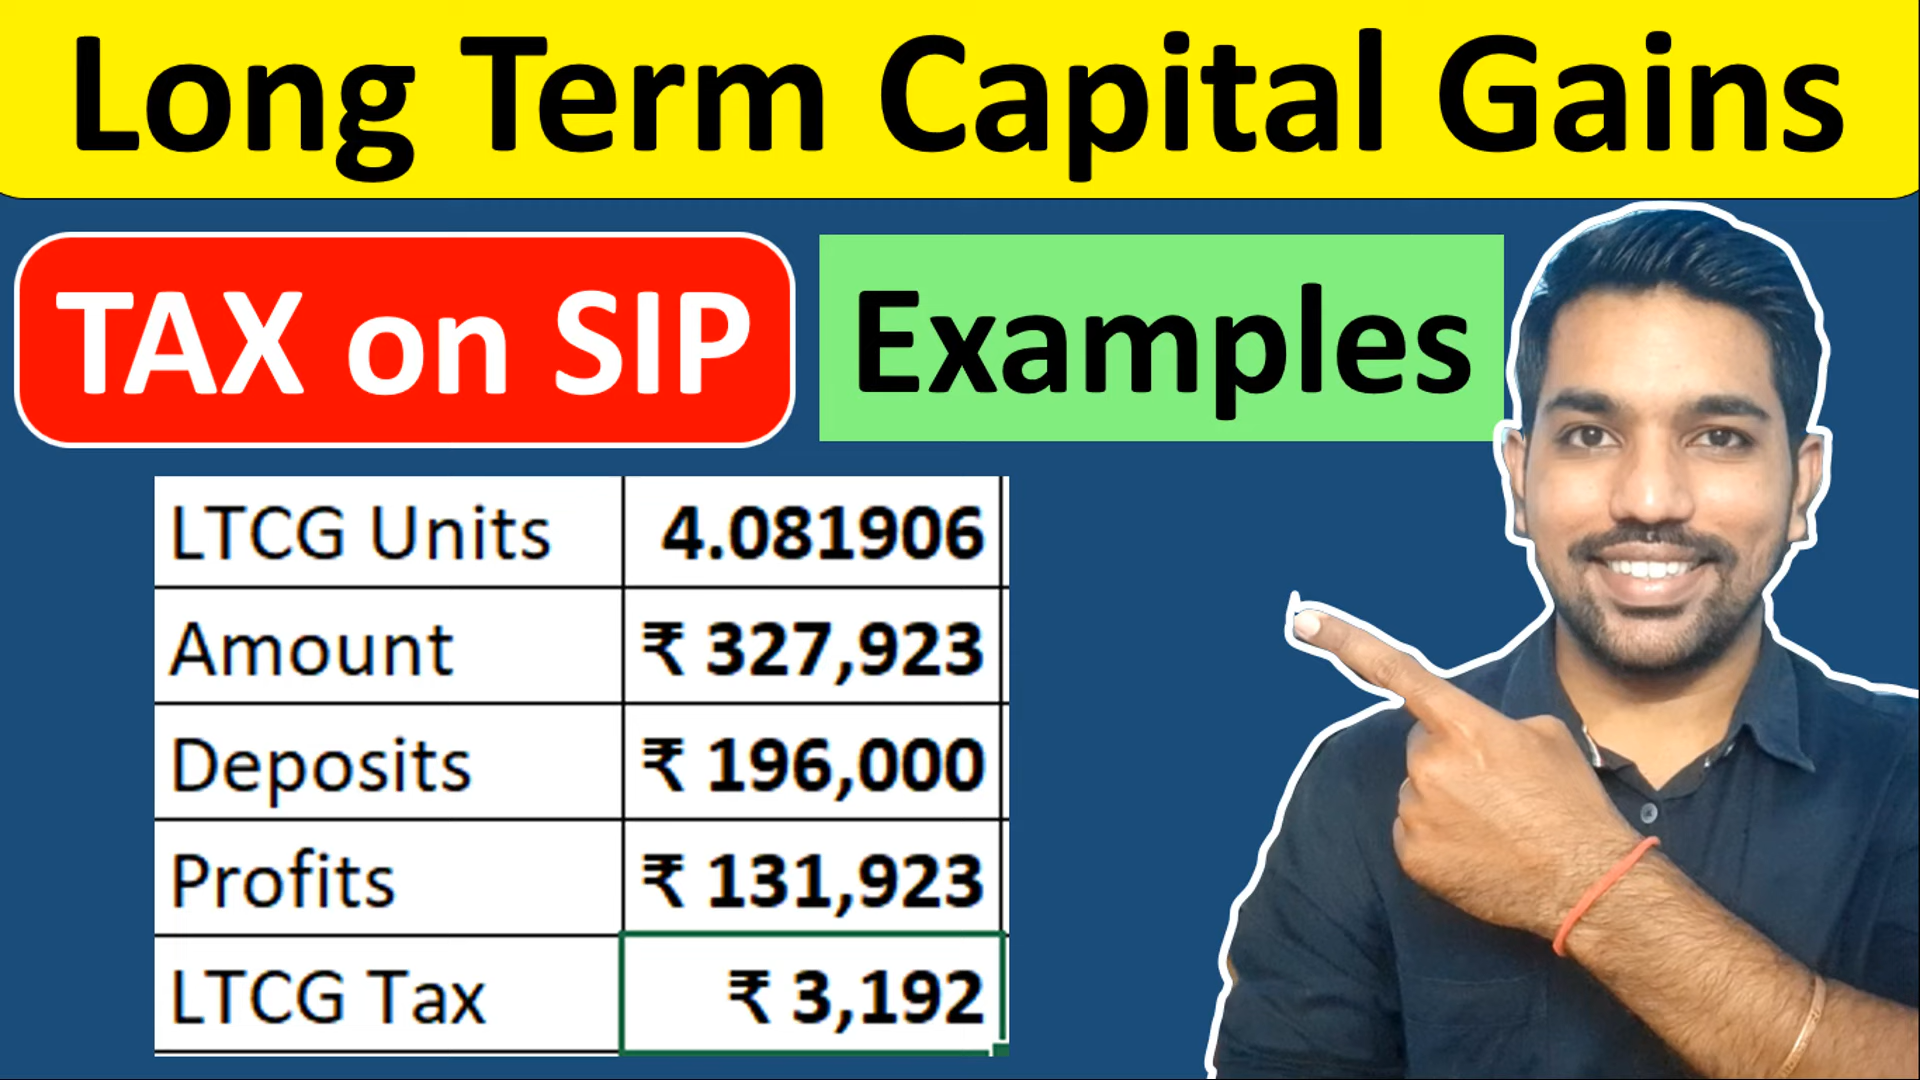 Long Term Capital Gains
TAX on SIP Examples
LTCG Units 4.081906
Amount ₹ 327,923
Deposits ₹ 196,000
Profits ₹ 131,923
LTCG Tax ₹ 3,192